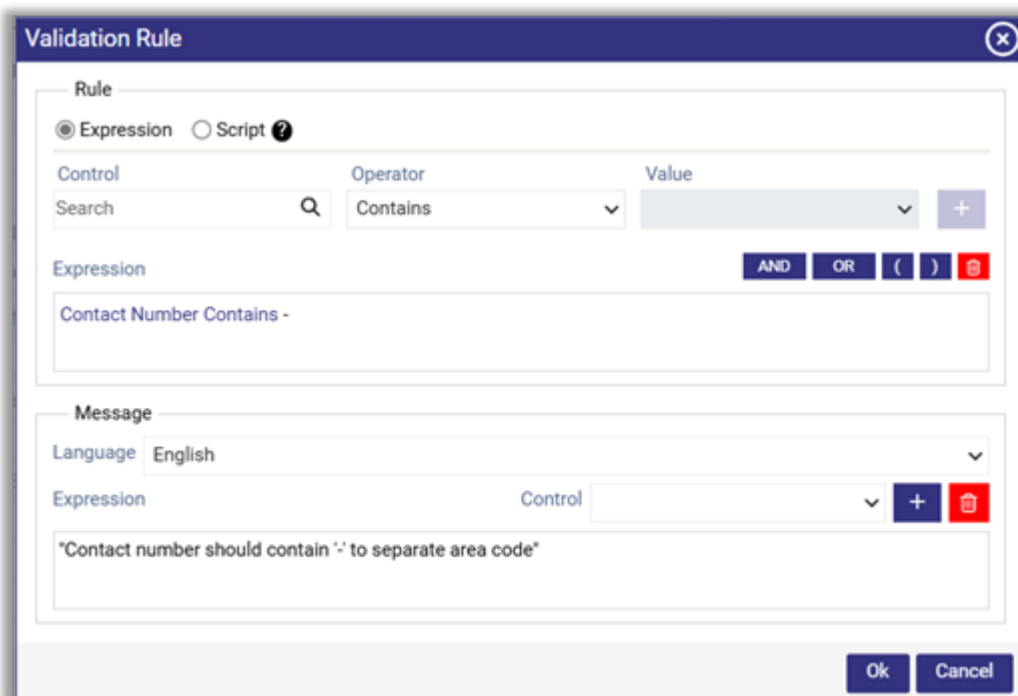 Validation Rule
Rule
Expression Script ?
Control Operator Value
Search Contains +
Expression AND OR ( )
Contact Number Contains -
Message
Language English
Expression Control +
"Contact number should contain '-' to separate area code"
Ok Cancel